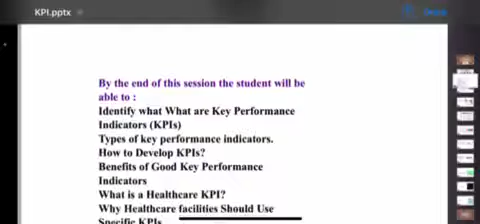 KPI.pptx
By the end of this session the student will be
able to :
Identify what What are Key Performance
Indicators (KPIs)
Types of key performance indicators.
How to Develop KPIs?
Benefits of Good Key Performance
Indicators
What is a Healthcare KPI?
Why Healthcare facilities Should Use
Specific KPIs